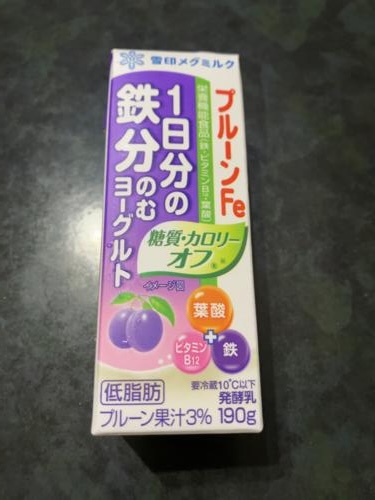 雪印メグミルク
プルーンFe
栄養機能食品(鉄・ビタミンB12・葉酸)
1日分の
鉄分のむ
ヨーグルト
糖質・カロリー
オフ
イメージ図
葉酸
+
ビタミン
B12
鉄
低脂肪
要冷蔵10℃以下
発酵乳
プルーン果汁3% 190g